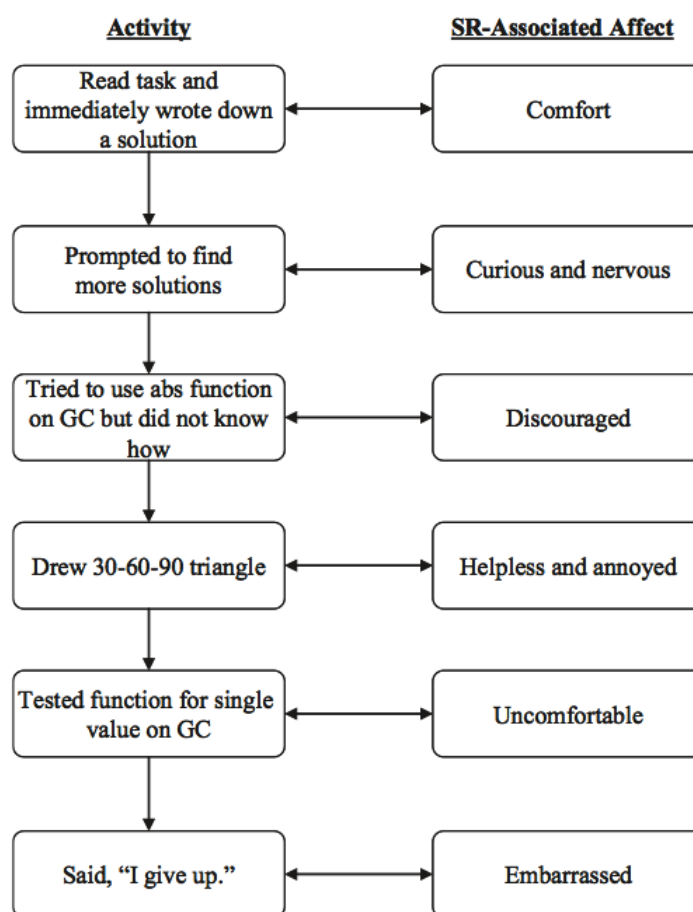 Activity
SR-Associated Affect
Read task and
immediately wrote down
a solution
Comfort
Prompted to find
more solutions
Curious and nervous
Tried to use abs function
on GC but did not know
how
Discouraged
Drew 30-60-90 triangle
Helpless and annoyed
Tested function for single
value on GC
Uncomfortable
Said, “I give up.”
Embarrassed